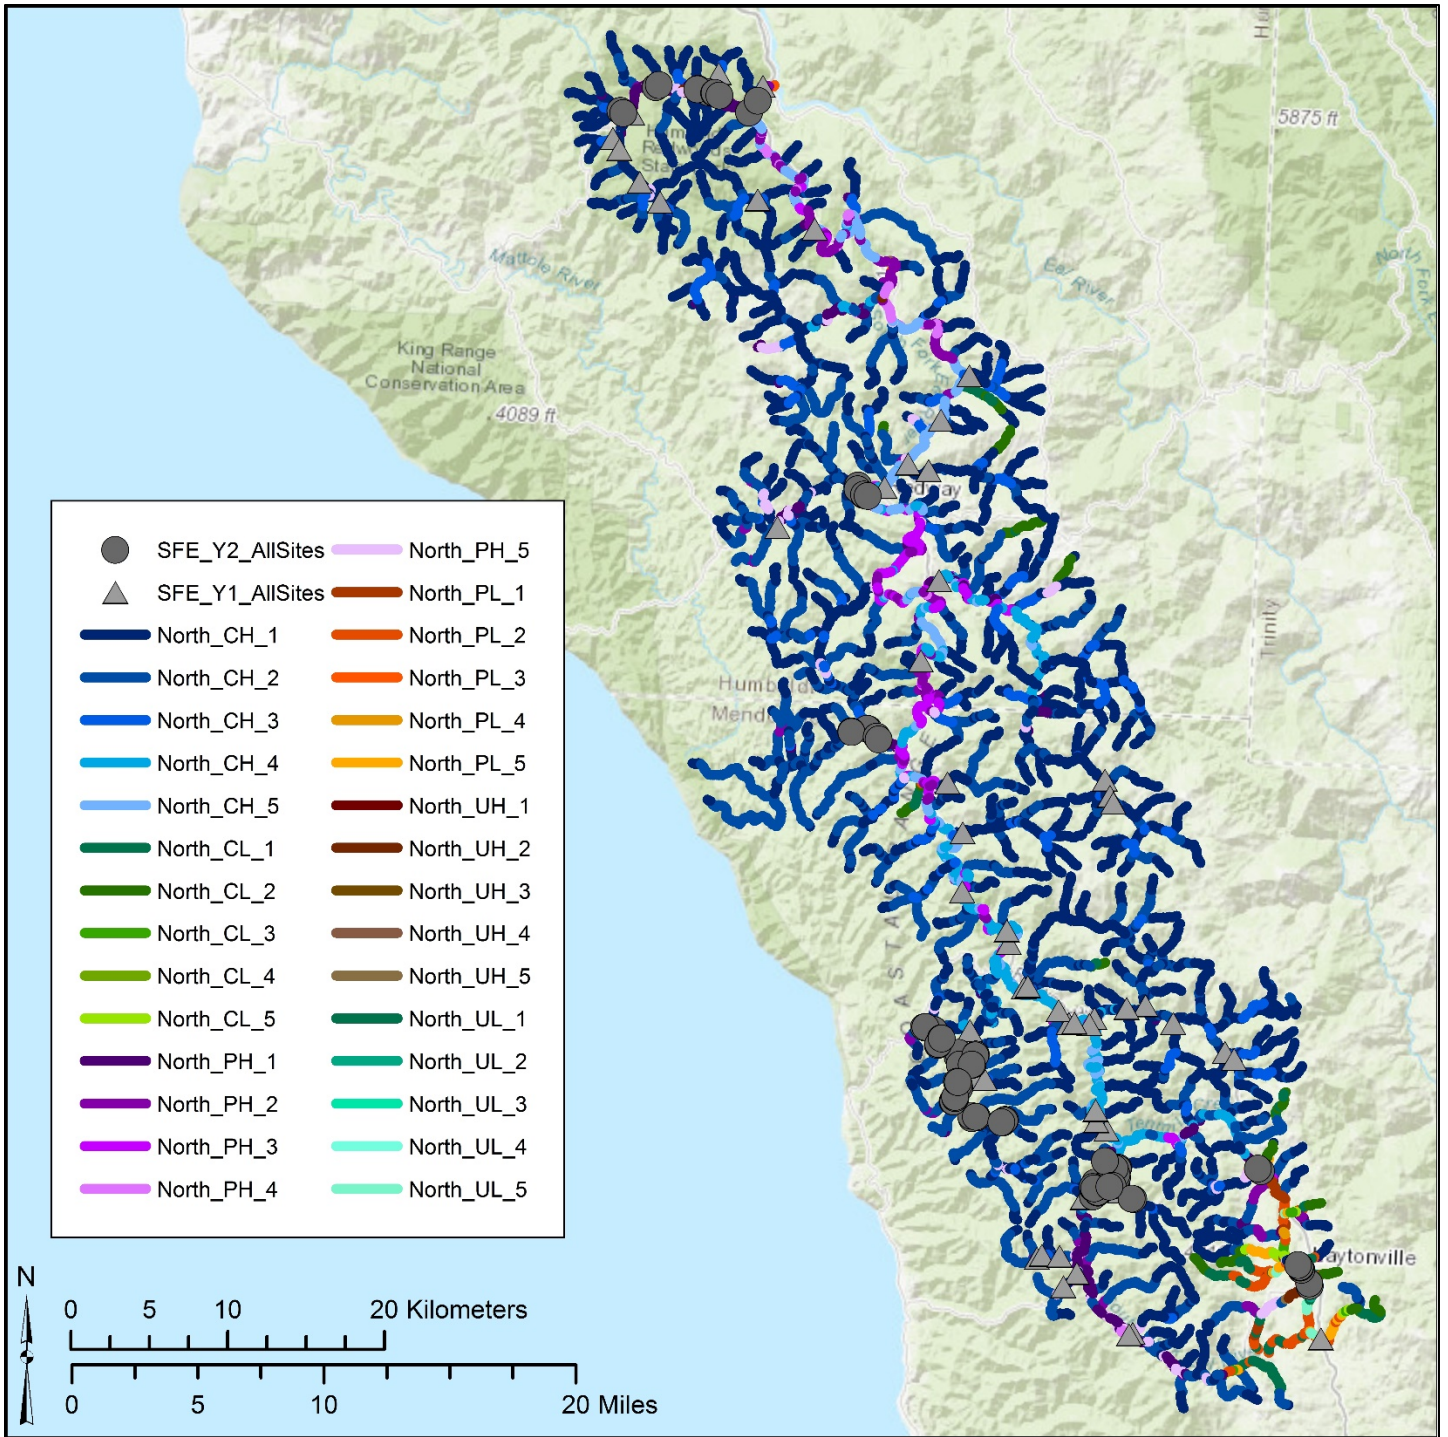 5875 ft
Mattole River
Eel River
North Fork
King Range
National
Conservation Area
4089 ft
Trinity
SFE_Y2_AllSites
SFE_Y1_AllSites
North_CH_1
North_CH_2
North_CH_3
North_CH_4
North_CH_5
North_CL_1
North_CL_2
North_CL_3
North_CL_4
North_CL_5
North_PH_1
North_PH_2
North_PH_3
North_PH_4
North_PH_5
North_PL_1
North_PL_2
North_PL_3
North_PL_4
North_PL_5
North_UH_1
North_UH_2
North_UH_3
North_UH_4
North_UH_5
North_UL_1
North_UL_2
North_UL_3
North_UL_4
North_UL_5
N
0 5 10 20 Kilometers
0 5 10 20 Miles